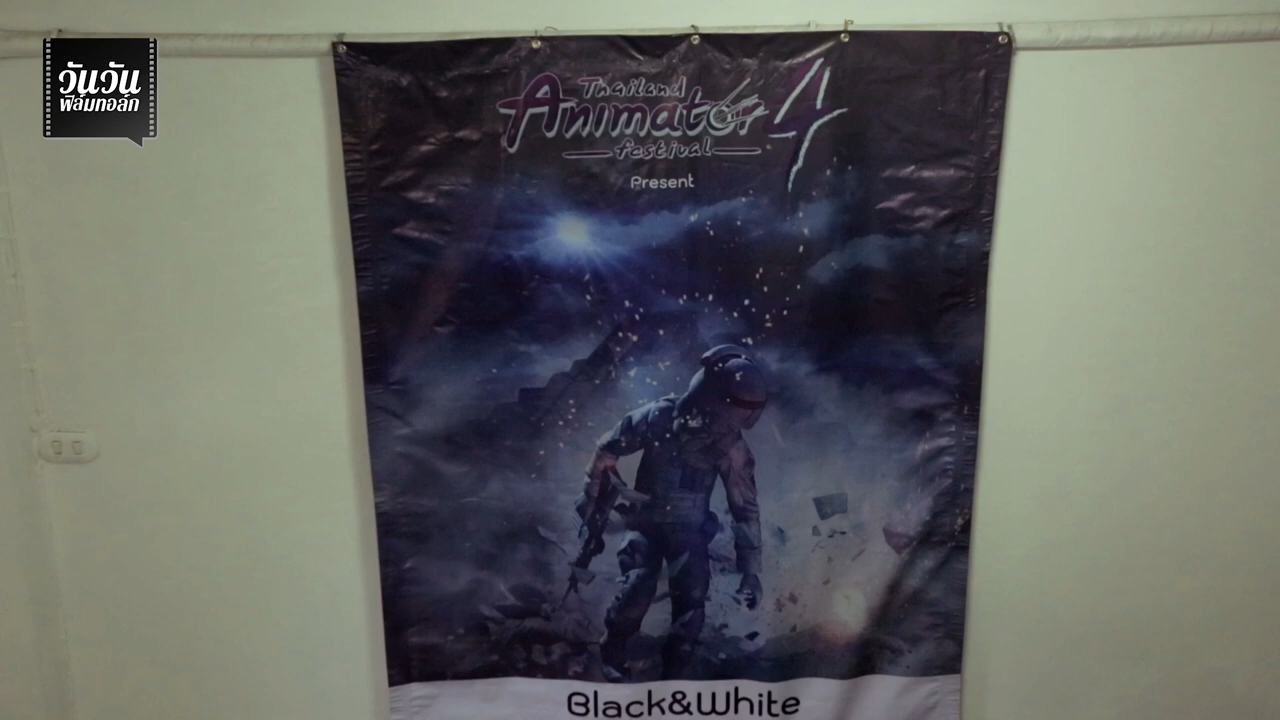 วันวัน
ฟิล์มทอล์ก
Thailand
Animator 4
festival
Present
Black&White